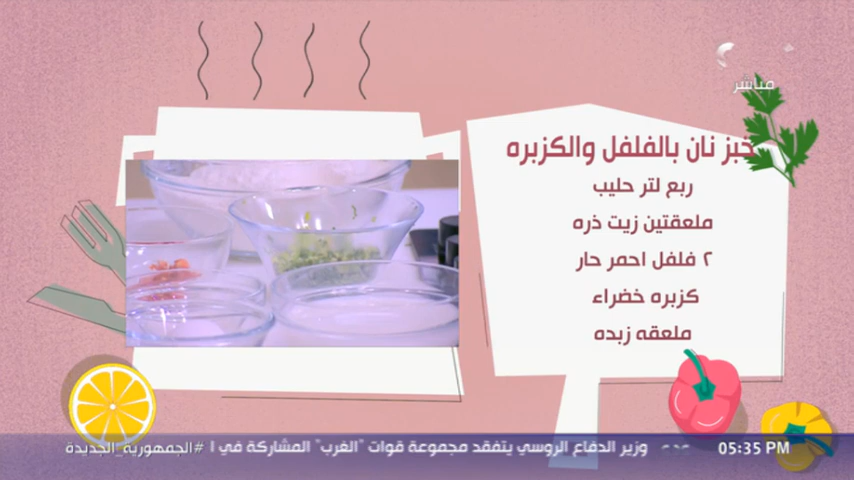 مباشر
خبز نان بالفلفل والكزبره
ربع لتر حليب
ملعقتين زيت ذره
٢ فلفل احمر حار
كزبره خضراء
ملعقه زبده
05:35 PM
وزير الدفاع الروسي يتفقد مجموعة قوات "الغرب" المشاركة في ا
#الجمهورية_الجديدة